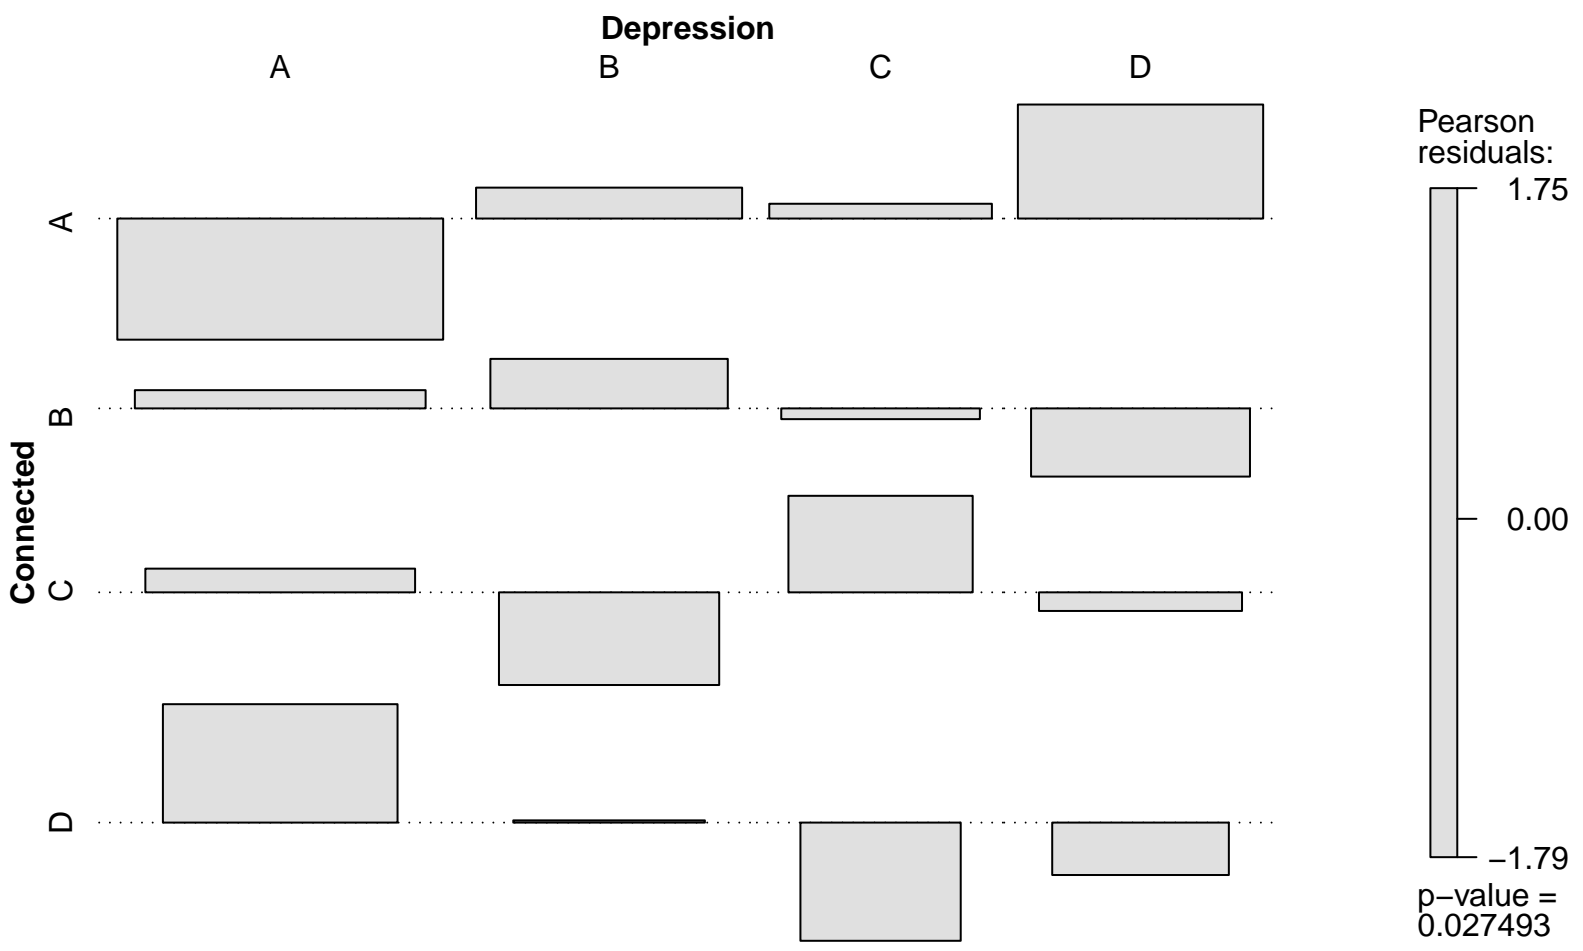 Depression
A B C D
Connected
A
B
C
D
Pearson
residuals:
1.75
0.00
−1.79
p−value =
0.027493